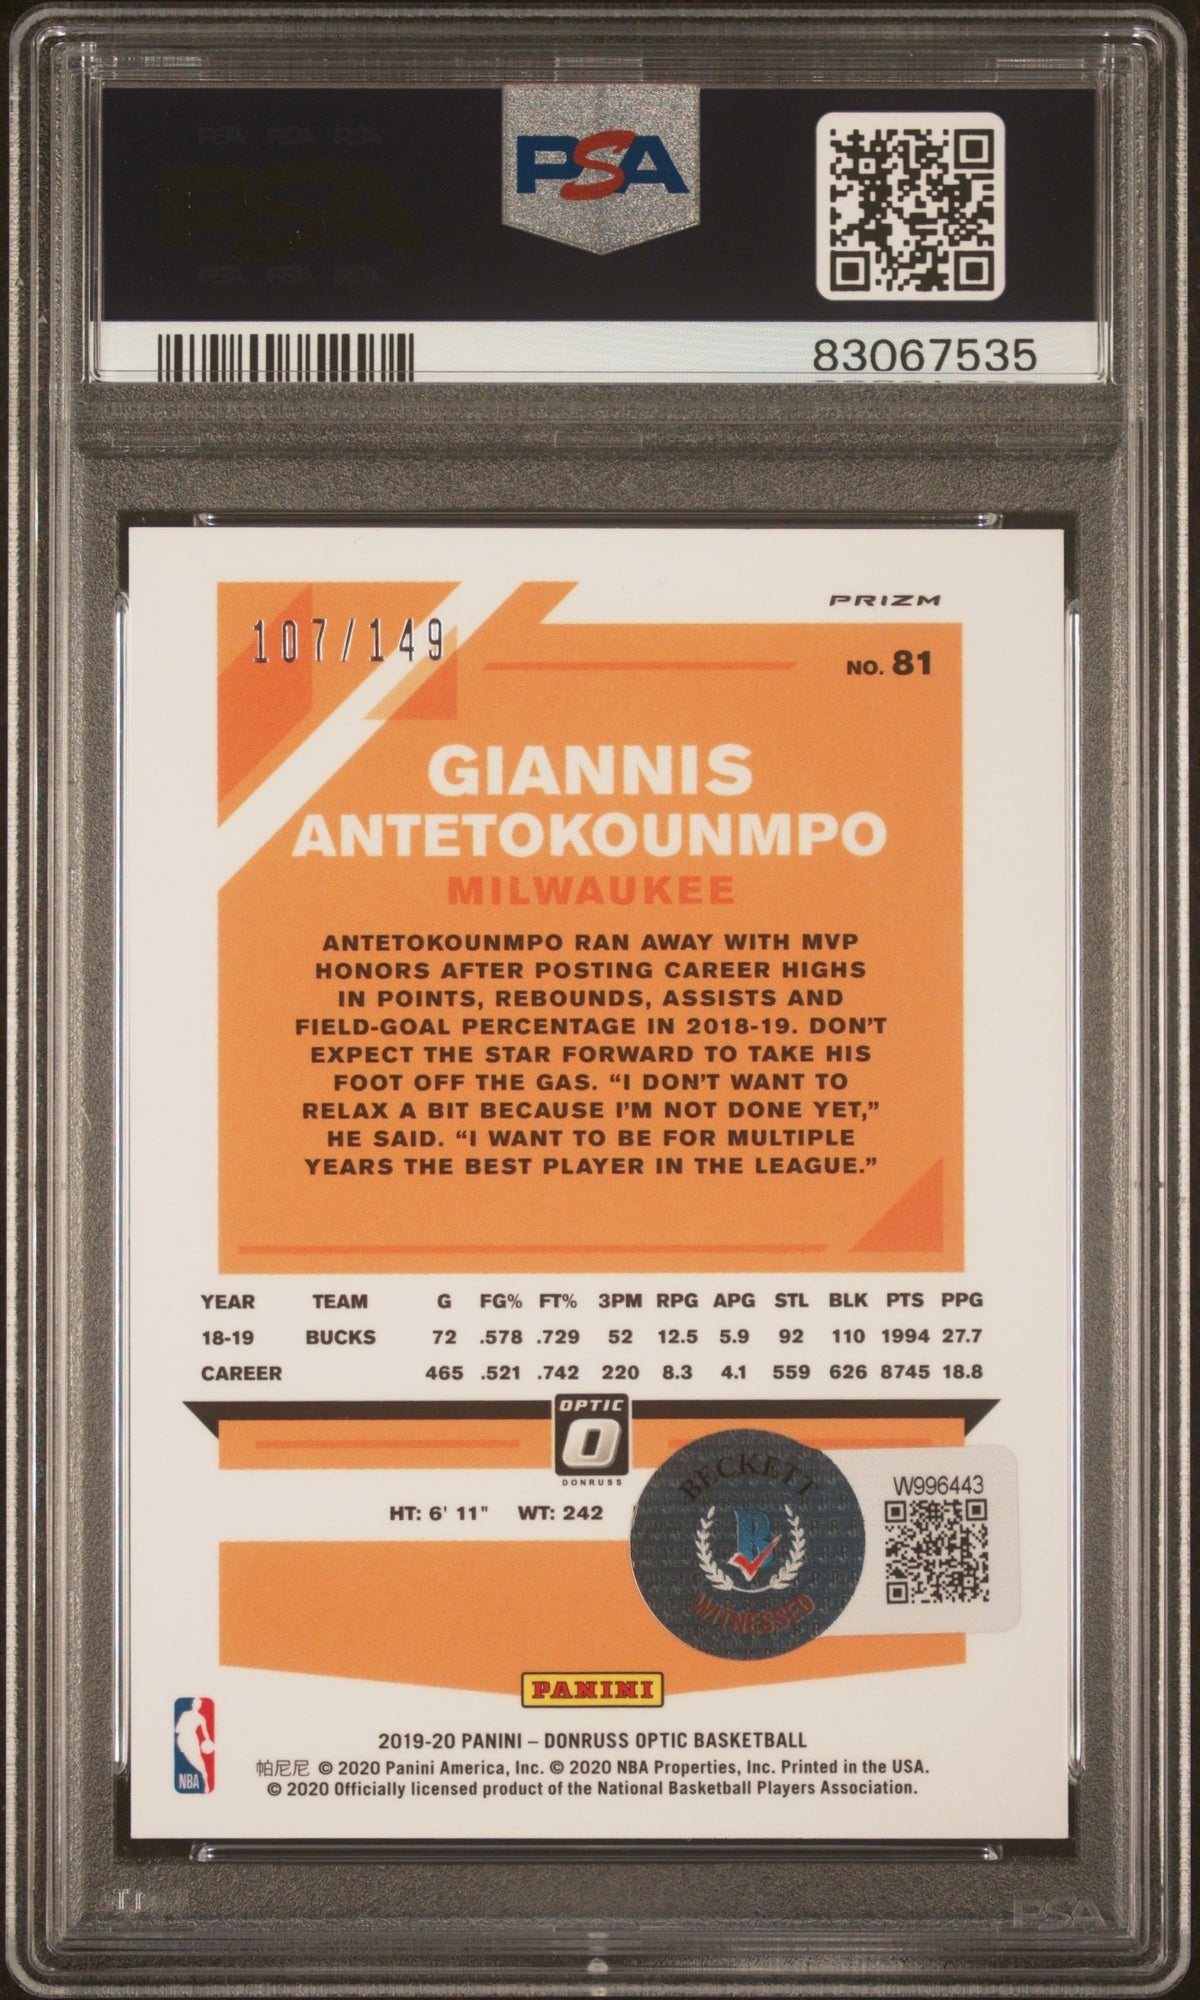 PSA
83067535
PRIZM
107/149
NO. 81
GIANNIS
ANTETOKOUNMPO
MILWAUKEE
ANTETOKOUNMPO RAN AWAY WITH MVP
HONORS AFTER POSTING CAREER HIGHS
IN POINTS, REBOUNDS, ASSISTS AND
FIELD-GOAL PERCENTAGE IN 2018-19. DON'T
EXPECT THE STAR FORWARD TO TAKE HIS
FOOT OFF THE GAS. “I DON'T WANT TO
RELAX A BIT BECAUSE I'M NOT DONE YET,”
HE SAID. “I WANT TO BE FOR MULTIPLE
YEARS THE BEST PLAYER IN THE LEAGUE.”
YEAR TEAM G FG% FT% 3PM RPG APG STL BLK PTS PPG
18-19 BUCKS 72 .578 .729 52 12.5 5.9 92 110 1994 27.7
CAREER 465 .521 .742 220 8.3 4.1 559 626 8745 18.8
OPTIC
O
DONRUSS
HT: 6' 11" WT: 242
BECKETT
B
WITNESSED
W996443
PANINI
NBA
2019-20 PANINI – DONRUSS OPTIC BASKETBALL
帕尼尼 © 2020 Panini America, Inc. © 2020 NBA Properties, Inc. Printed in the USA.
© 2020 Officially licensed product of the National Basketball Players Association.
PSA